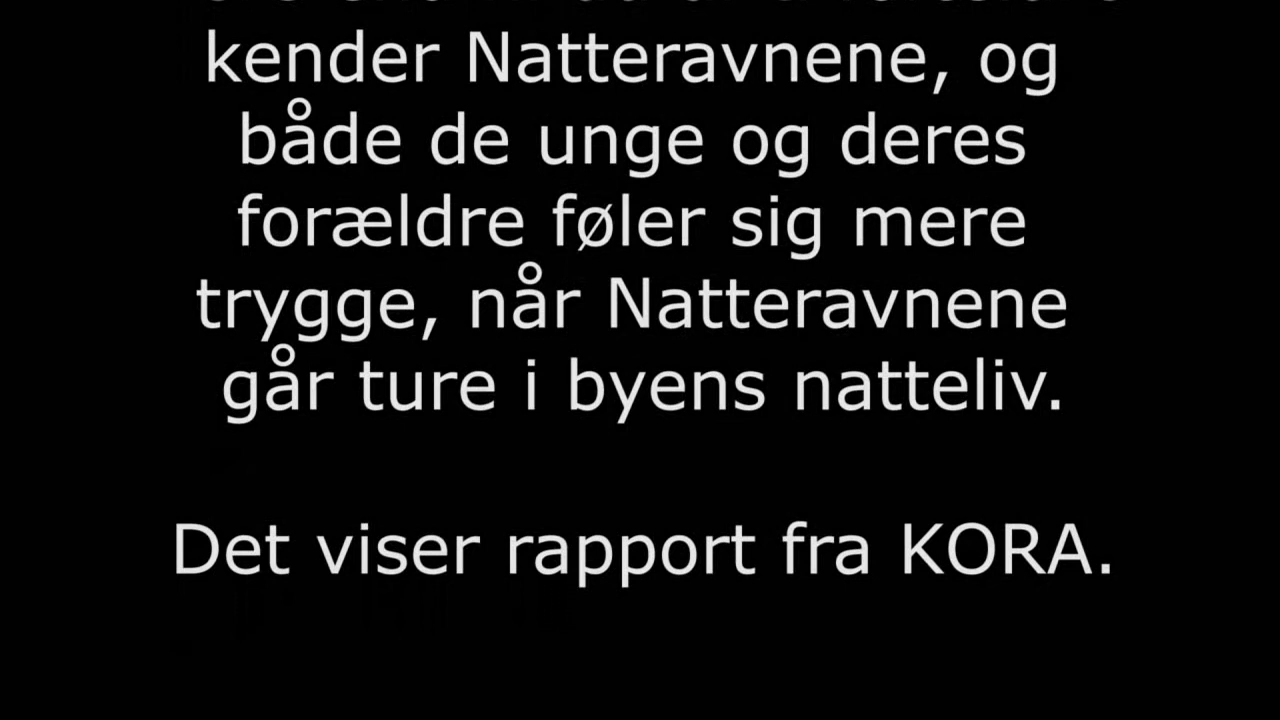 kender Natteravnene, og
både de unge og deres
forældre føler sig mere
trygge, når Natteravnene
går ture i byens natteliv.
Det viser rapport fra KORA.